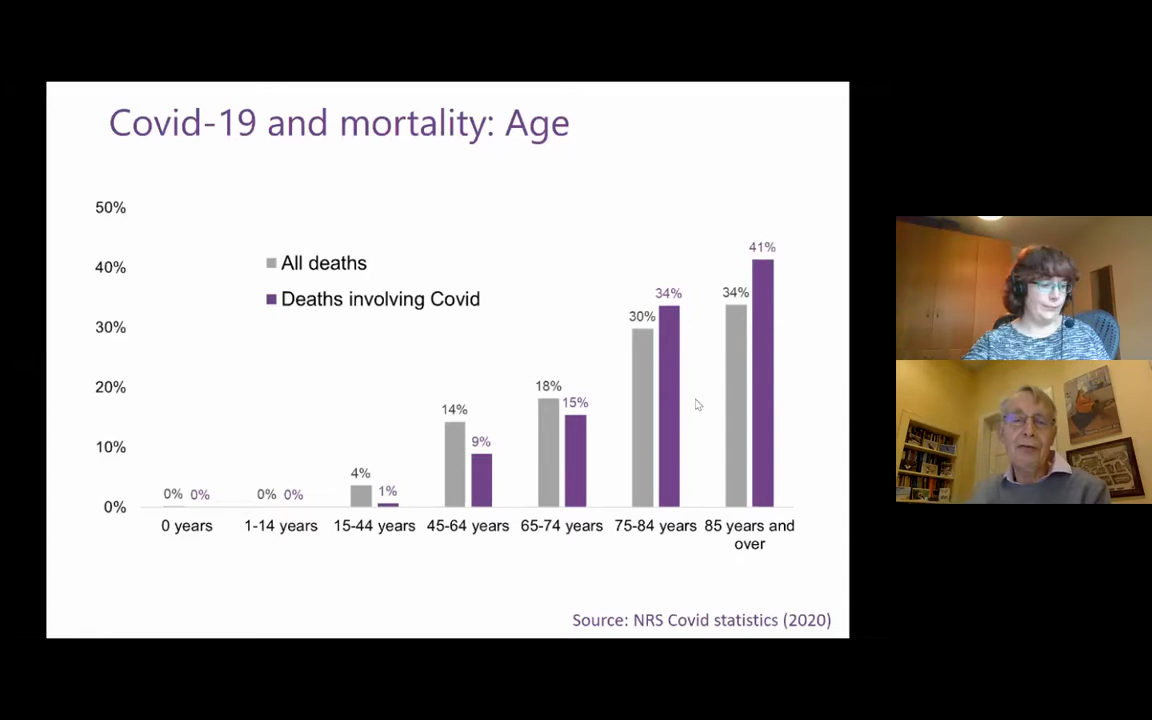 Covid-19 and mortality: Age
50%
40%
30%
20%
10%
0%
All deaths
Deaths involving Covid
0% 0%
0% 0%
4% 1%
14% 9%
18% 15%
30% 34%
34% 41%
0 years
1-14 years
15-44 years
45-64 years
65-74 years
75-84 years
85 years and
over
Source: NRS Covid statistics (2020)